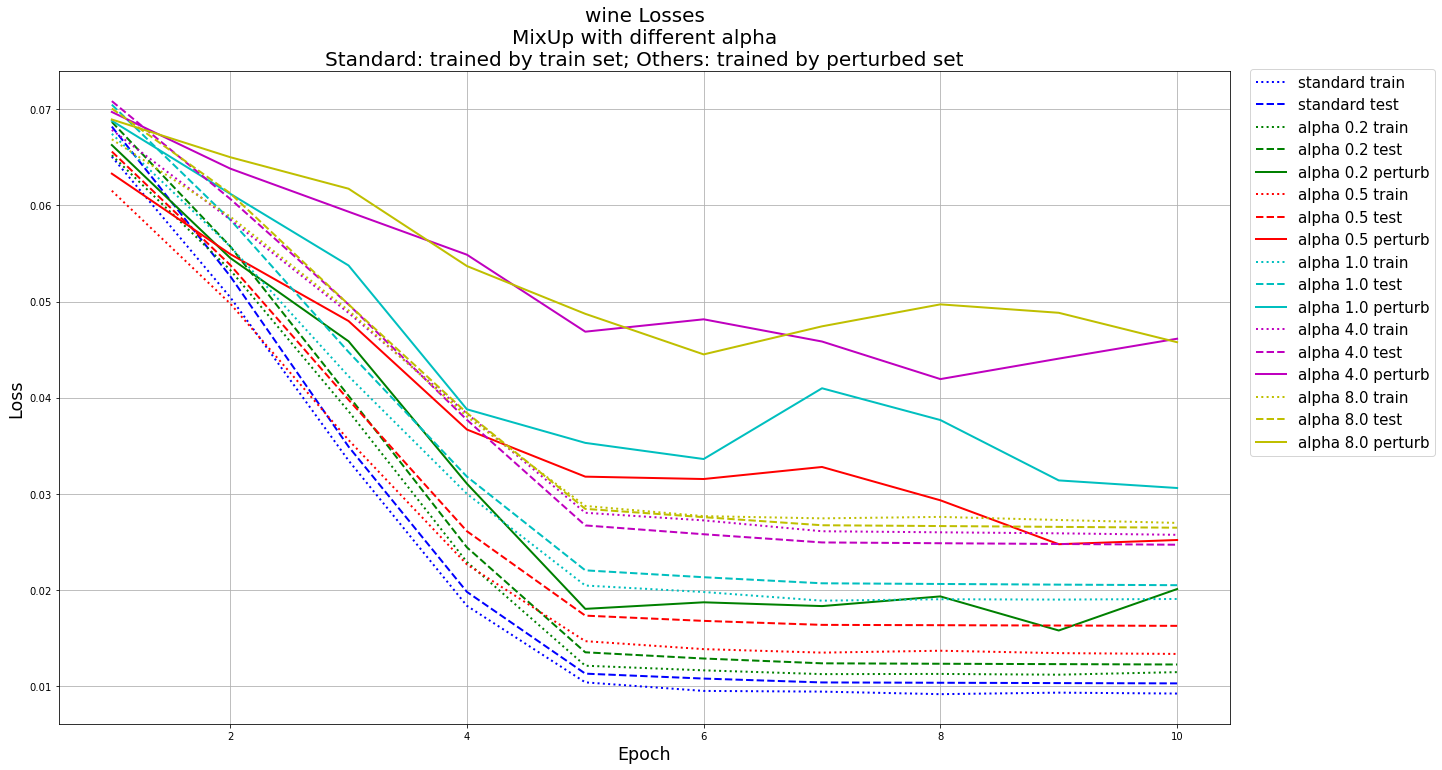 wine Losses
MixUp with different alpha
Standard: trained by train set; Others: trained by perturbed set
0.07
0.06
0.05
0.04
0.03
0.02
0.01
Loss
2
4
6
8
10
Epoch
standard train
standard test
alpha 0.2 train
alpha 0.2 test
alpha 0.2 perturb
alpha 0.5 train
alpha 0.5 test
alpha 0.5 perturb
alpha 1.0 train
alpha 1.0 test
alpha 1.0 perturb
alpha 4.0 train
alpha 4.0 test
alpha 4.0 perturb
alpha 8.0 train
alpha 8.0 test
alpha 8.0 perturb